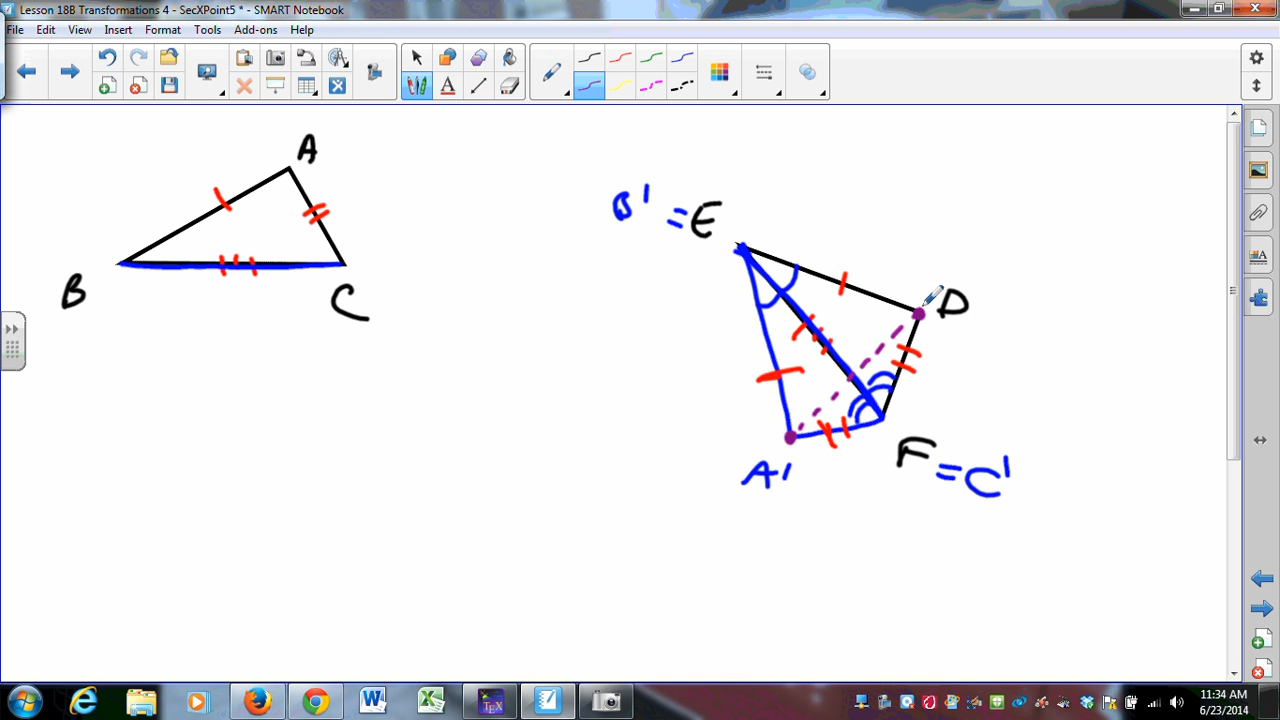 Lesson 18B Transformations 4 - SecXPoint5 * - SMART Notebook
File Edit View Insert Format Tools Add-ons Help
A
B
C
B' = E
D
A'
F = C'
TEX
11:34 AM
6/23/2014